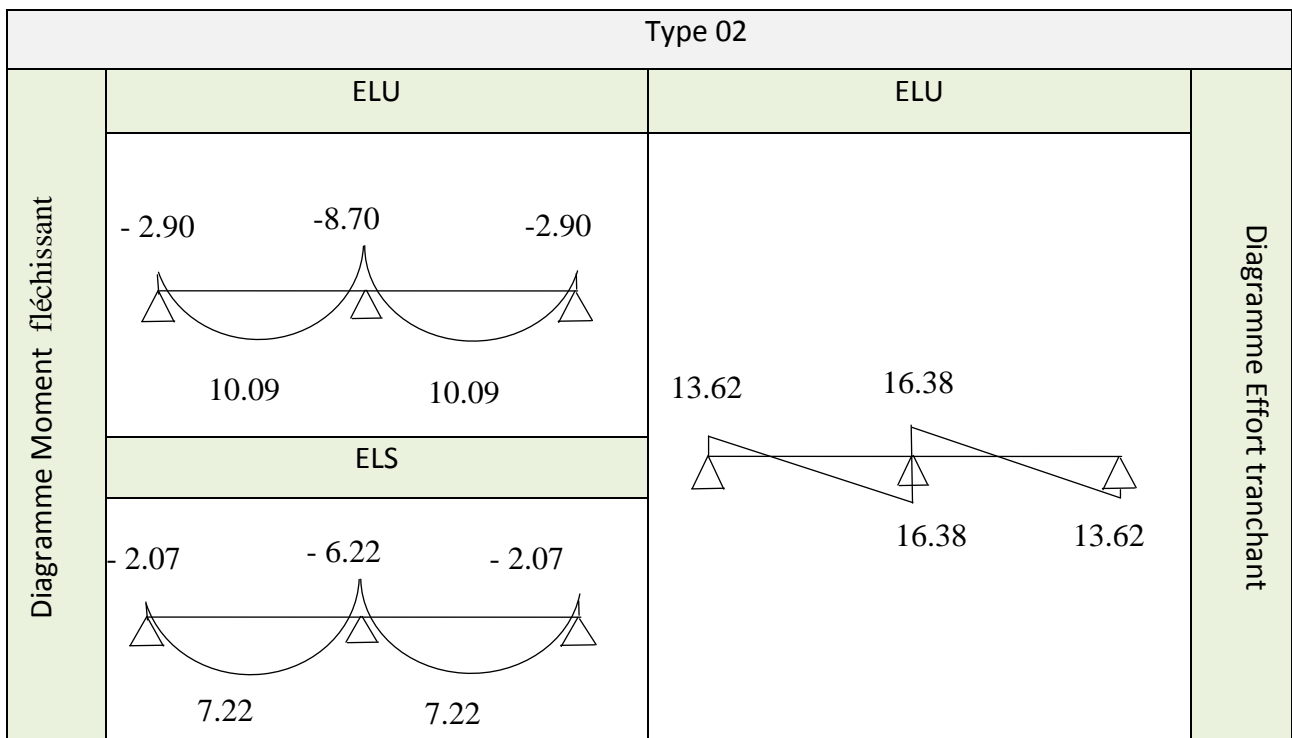 Type 02
Diagramme Moment fléchissant
ELU
- 2.90 -8.70 -2.90
10.09 10.09
ELS
- 2.07 - 6.22 - 2.07
7.22 7.22
ELU
13.62 16.38
16.38 13.62
Diagramme Effort tranchant